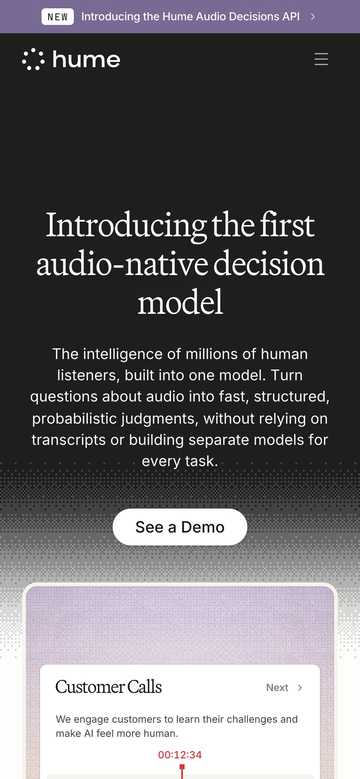 NEW Introducing the Hume Audio Decisions API
hume
Introducing the first
audio-native decision
model
The intelligence of millions of human
listeners, built into one model. Turn
questions about audio into fast, structured,
probabilistic judgments, without relying on
transcripts or building separate models for
every task.
See a Demo
Customer Calls
Next
We engage customers to learn their challenges and
make AI feel more human.
00:12:34